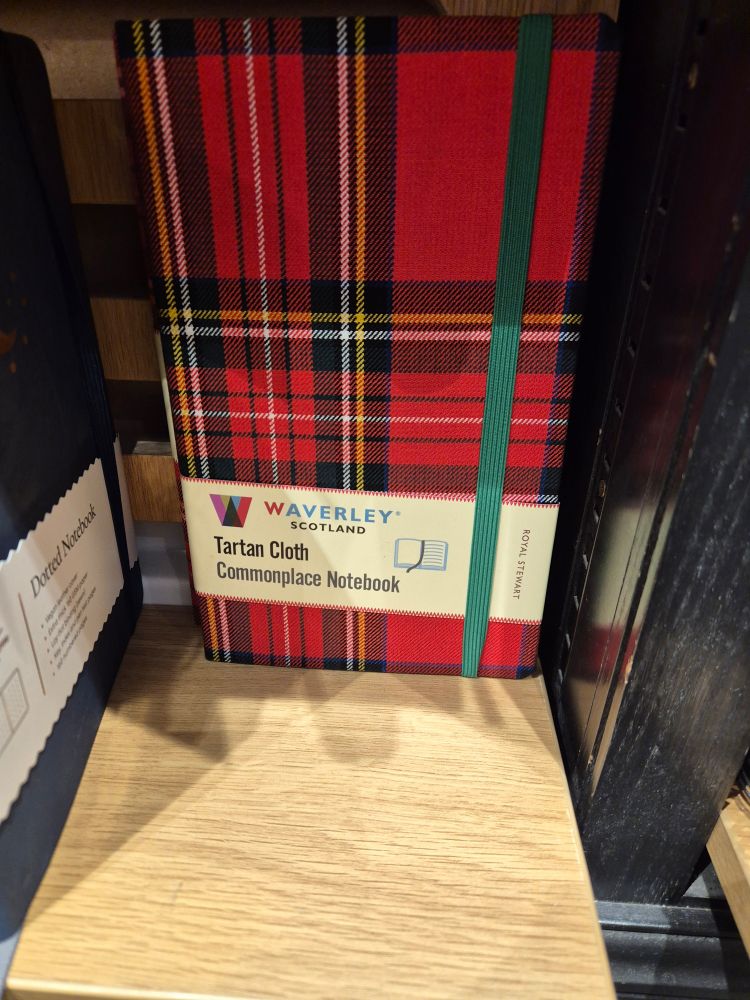 WAVERLEY®
SCOTLAND
Tartan Cloth
Commonplace Notebook
ROYAL STEWART
Dotted Notebook